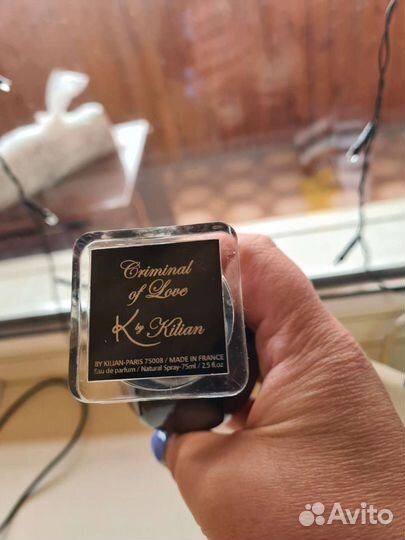 Criminal
of Love
K by Kilian
BY KILIAN-PARIS 75008 / MADE IN FRANCE
Eau de parfum / Natural Spray-75ml / 2.5 fl.oz
Avito